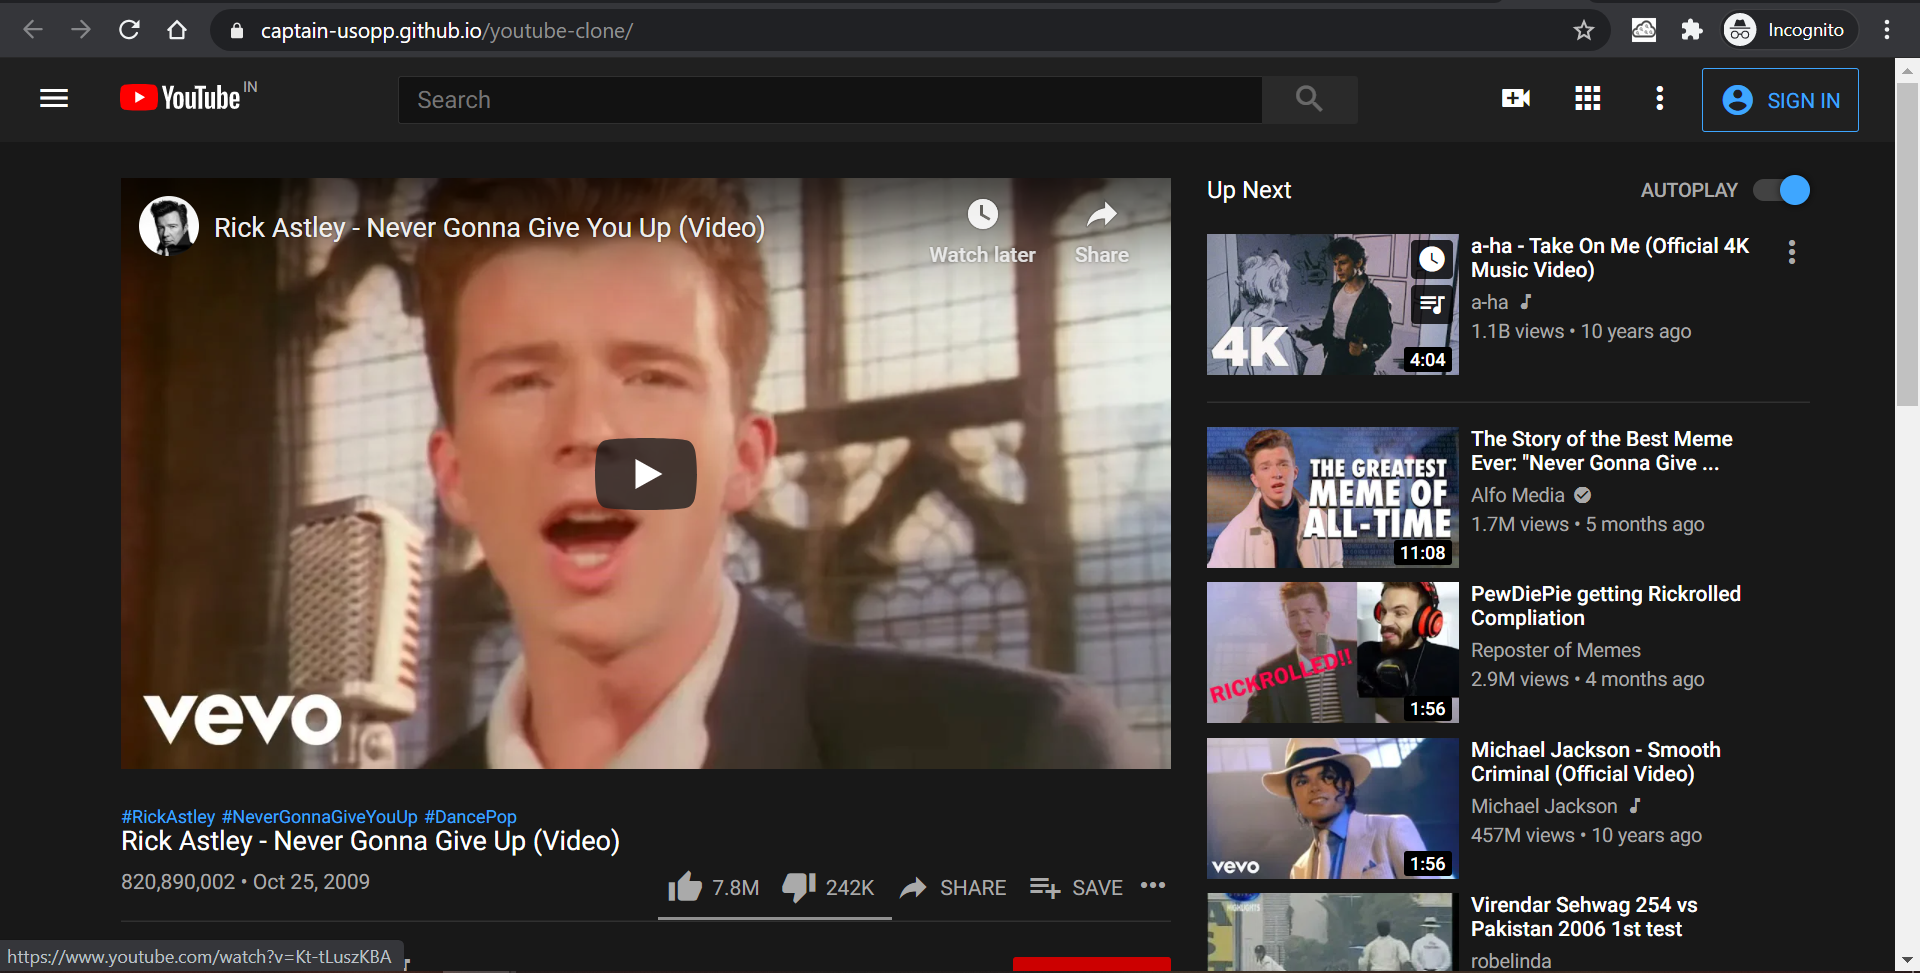 captain-usopp.github.io/youtube-clone/
Incognito
YouTube IN
Search
SIGN IN
Rick Astley - Never Gonna Give You Up (Video)
Watch later
Share
vevo
#RickAstley #NeverGonnaGiveYouUp #DancePop
Rick Astley - Never Gonna Give Up (Video)
820,890,002 • Oct 25, 2009
7.8M
242K
SHARE
SAVE
Up Next
AUTOPLAY
4K
4:04
a-ha - Take On Me (Official 4K
Music Video)
a-ha
1.1B views • 10 years ago
THE GREATEST
MEME OF
ALL-TIME
11:08
The Story of the Best Meme
Ever: "Never Gonna Give ...
Alfo Media
1.7M views • 5 months ago
RICKROLLED!!
1:56
PewDiePie getting Rickrolled
Compliation
Reposter of Memes
2.9M views • 4 months ago
vevo
1:56
Michael Jackson - Smooth
Criminal (Official Video)
Michael Jackson
457M views • 10 years ago
HIGHLIGHTS
Virendar Sehwag 254 vs
Pakistan 2006 1st test
robelinda
https://www.youtube.com/watch?v=Kt-tLuszKBA